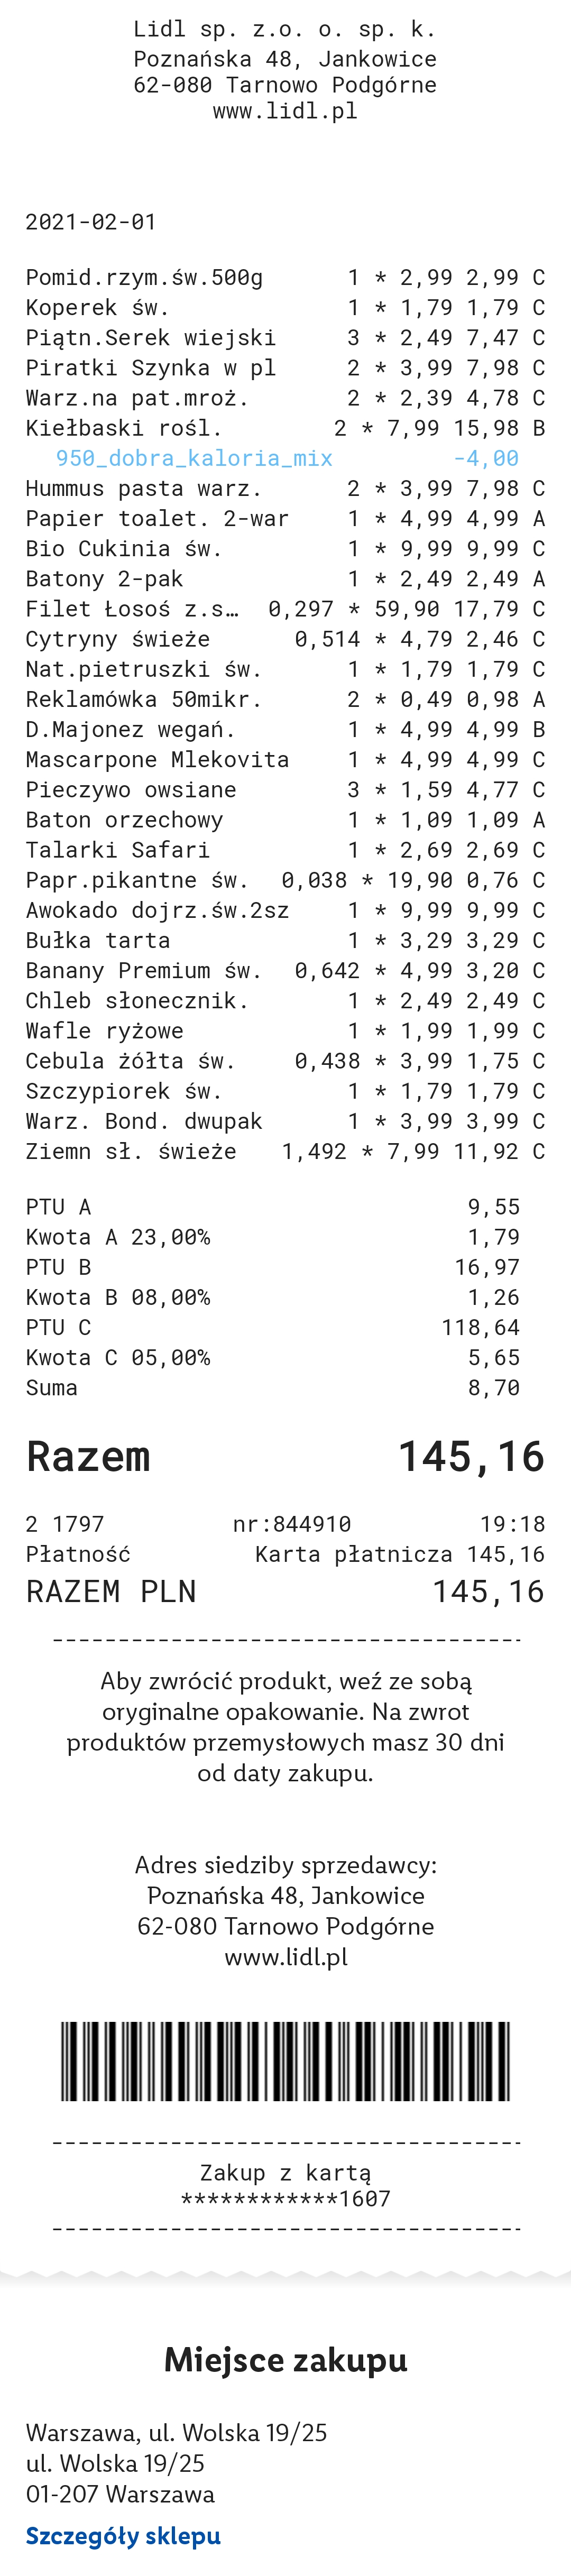 Lidl sp. z.o. o. sp. k.
Poznańska 48, Jankowice
62-080 Tarnowo Podgórne
www.lidl.pl
2021-02-01
Pomid.rzym.św.500g 1 * 2,99 2,99 C
Koperek św. 1 * 1,79 1,79 C
Piątn.Serek wiejski 3 * 2,49 7,47 C
Piratki Szynka w pl 2 * 3,99 7,98 C
Warz.na pat.mroż. 2 * 2,39 4,78 C
Kiełbaski rośl. 2 * 7,99 15,98 B
950_dobra_kaloria_mix -4,00
Hummus pasta warz. 2 * 3,99 7,98 C
Papier toalet. 2-war 1 * 4,99 4,99 A
Bio Cukinia św. 1 * 9,99 9,99 C
Batony 2-pak 1 * 2,49 2,49 A
Filet Łosoś z.s… 0,297 * 59,90 17,79 C
Cytryny świeże 0,514 * 4,79 2,46 C
Nat.pietruszki św. 1 * 1,79 1,79 C
Reklamówka 50mikr. 2 * 0,49 0,98 A
D.Majonez wegań. 1 * 4,99 4,99 B
Mascarpone Mlekovita 1 * 4,99 4,99 C
Pieczywo owsiane 3 * 1,59 4,77 C
Baton orzechowy 1 * 1,09 1,09 A
Talarki Safari 1 * 2,69 2,69 C
Papr.pikantne św. 0,038 * 19,90 0,76 C
Awokado dojrz.św.2sz 1 * 9,99 9,99 C
Bułka tarta 1 * 3,29 3,29 C
Banany Premium św. 0,642 * 4,99 3,20 C
Chleb słonecznik. 1 * 2,49 2,49 C
Wafle ryżowe 1 * 1,99 1,99 C
Cebula żółta św. 0,438 * 3,99 1,75 C
Szczypiorek św. 1 * 1,79 1,79 C
Warz. Bond. dwupak 1 * 3,99 3,99 C
Ziemn sł. świeże 1,492 * 7,99 11,92 C
PTU A 9,55
Kwota A 23,00% 1,79
PTU B 16,97
Kwota B 08,00% 1,26
PTU C 118,64
Kwota C 05,00% 5,65
Suma 8,70
Razem 145,16
2 1797 nr:844910 19:18
Płatność Karta płatnicza 145,16
RAZEM PLN 145,16
Aby zwrócić produkt, weź ze sobą
oryginalne opakowanie. Na zwrot
produktów przemysłowych masz 30 dni
od daty zakupu.
Adres siedziby sprzedawcy:
Poznańska 48, Jankowice
62-080 Tarnowo Podgórne
www.lidl.pl
Zakup z kartą
************1607
Miejsce zakupu
Warszawa, ul. Wolska 19/25
ul. Wolska 19/25
01-207 Warszawa
Szczegóły sklepu